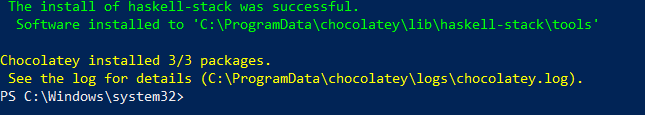 The install of haskell-stack was successful.
Software installed to 'C:\ProgramData\chocolatey\lib\haskell-stack\tools'
Chocolatey installed 3/3 packages.
See the log for details (C:\ProgramData\chocolatey\logs\chocolatey.log).
PS C:\Windows\system32>